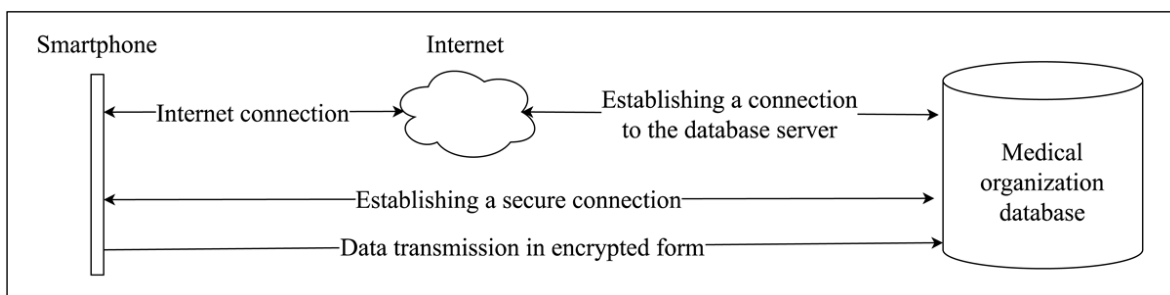 Smartphone
Internet
Internet connection
Establishing a connection
to the database server
Medical
organization
database
Establishing a secure connection
Data transmission in encrypted form